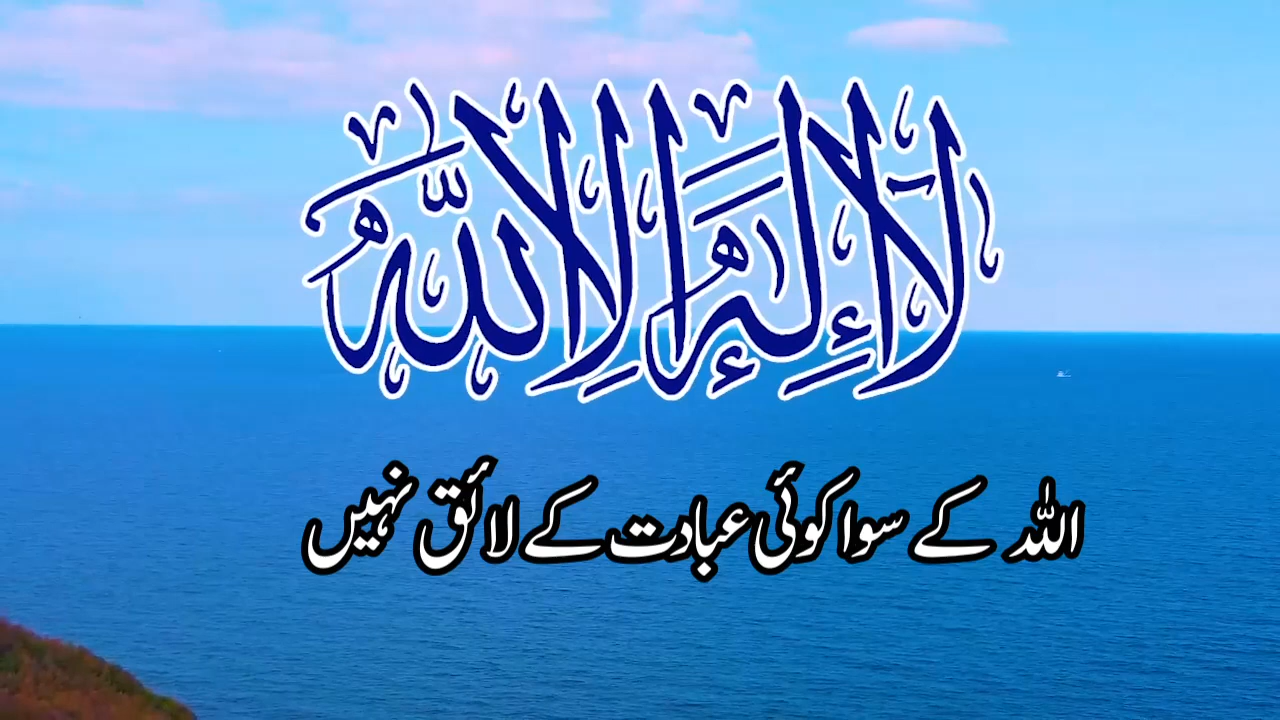 لَا إِلٰهَ إِلَّا اللّٰهُ
اللہ کے سوا کوئی عبادت کے لائق نہیں